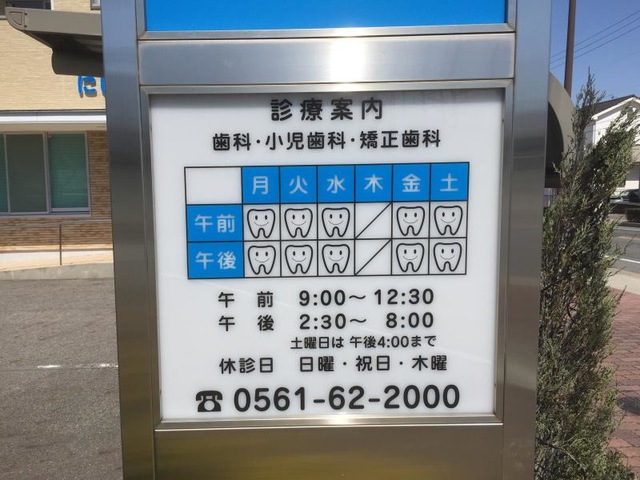 診療案内
歯科・小児歯科・矯正歯科
月 火 水 木 金 土
午前
午後
午前 9:00〜12:30
午後 2:30〜8:00
土曜日は午後4:00まで
休診日 日曜・祝日・木曜
☎ 0561-62-2000